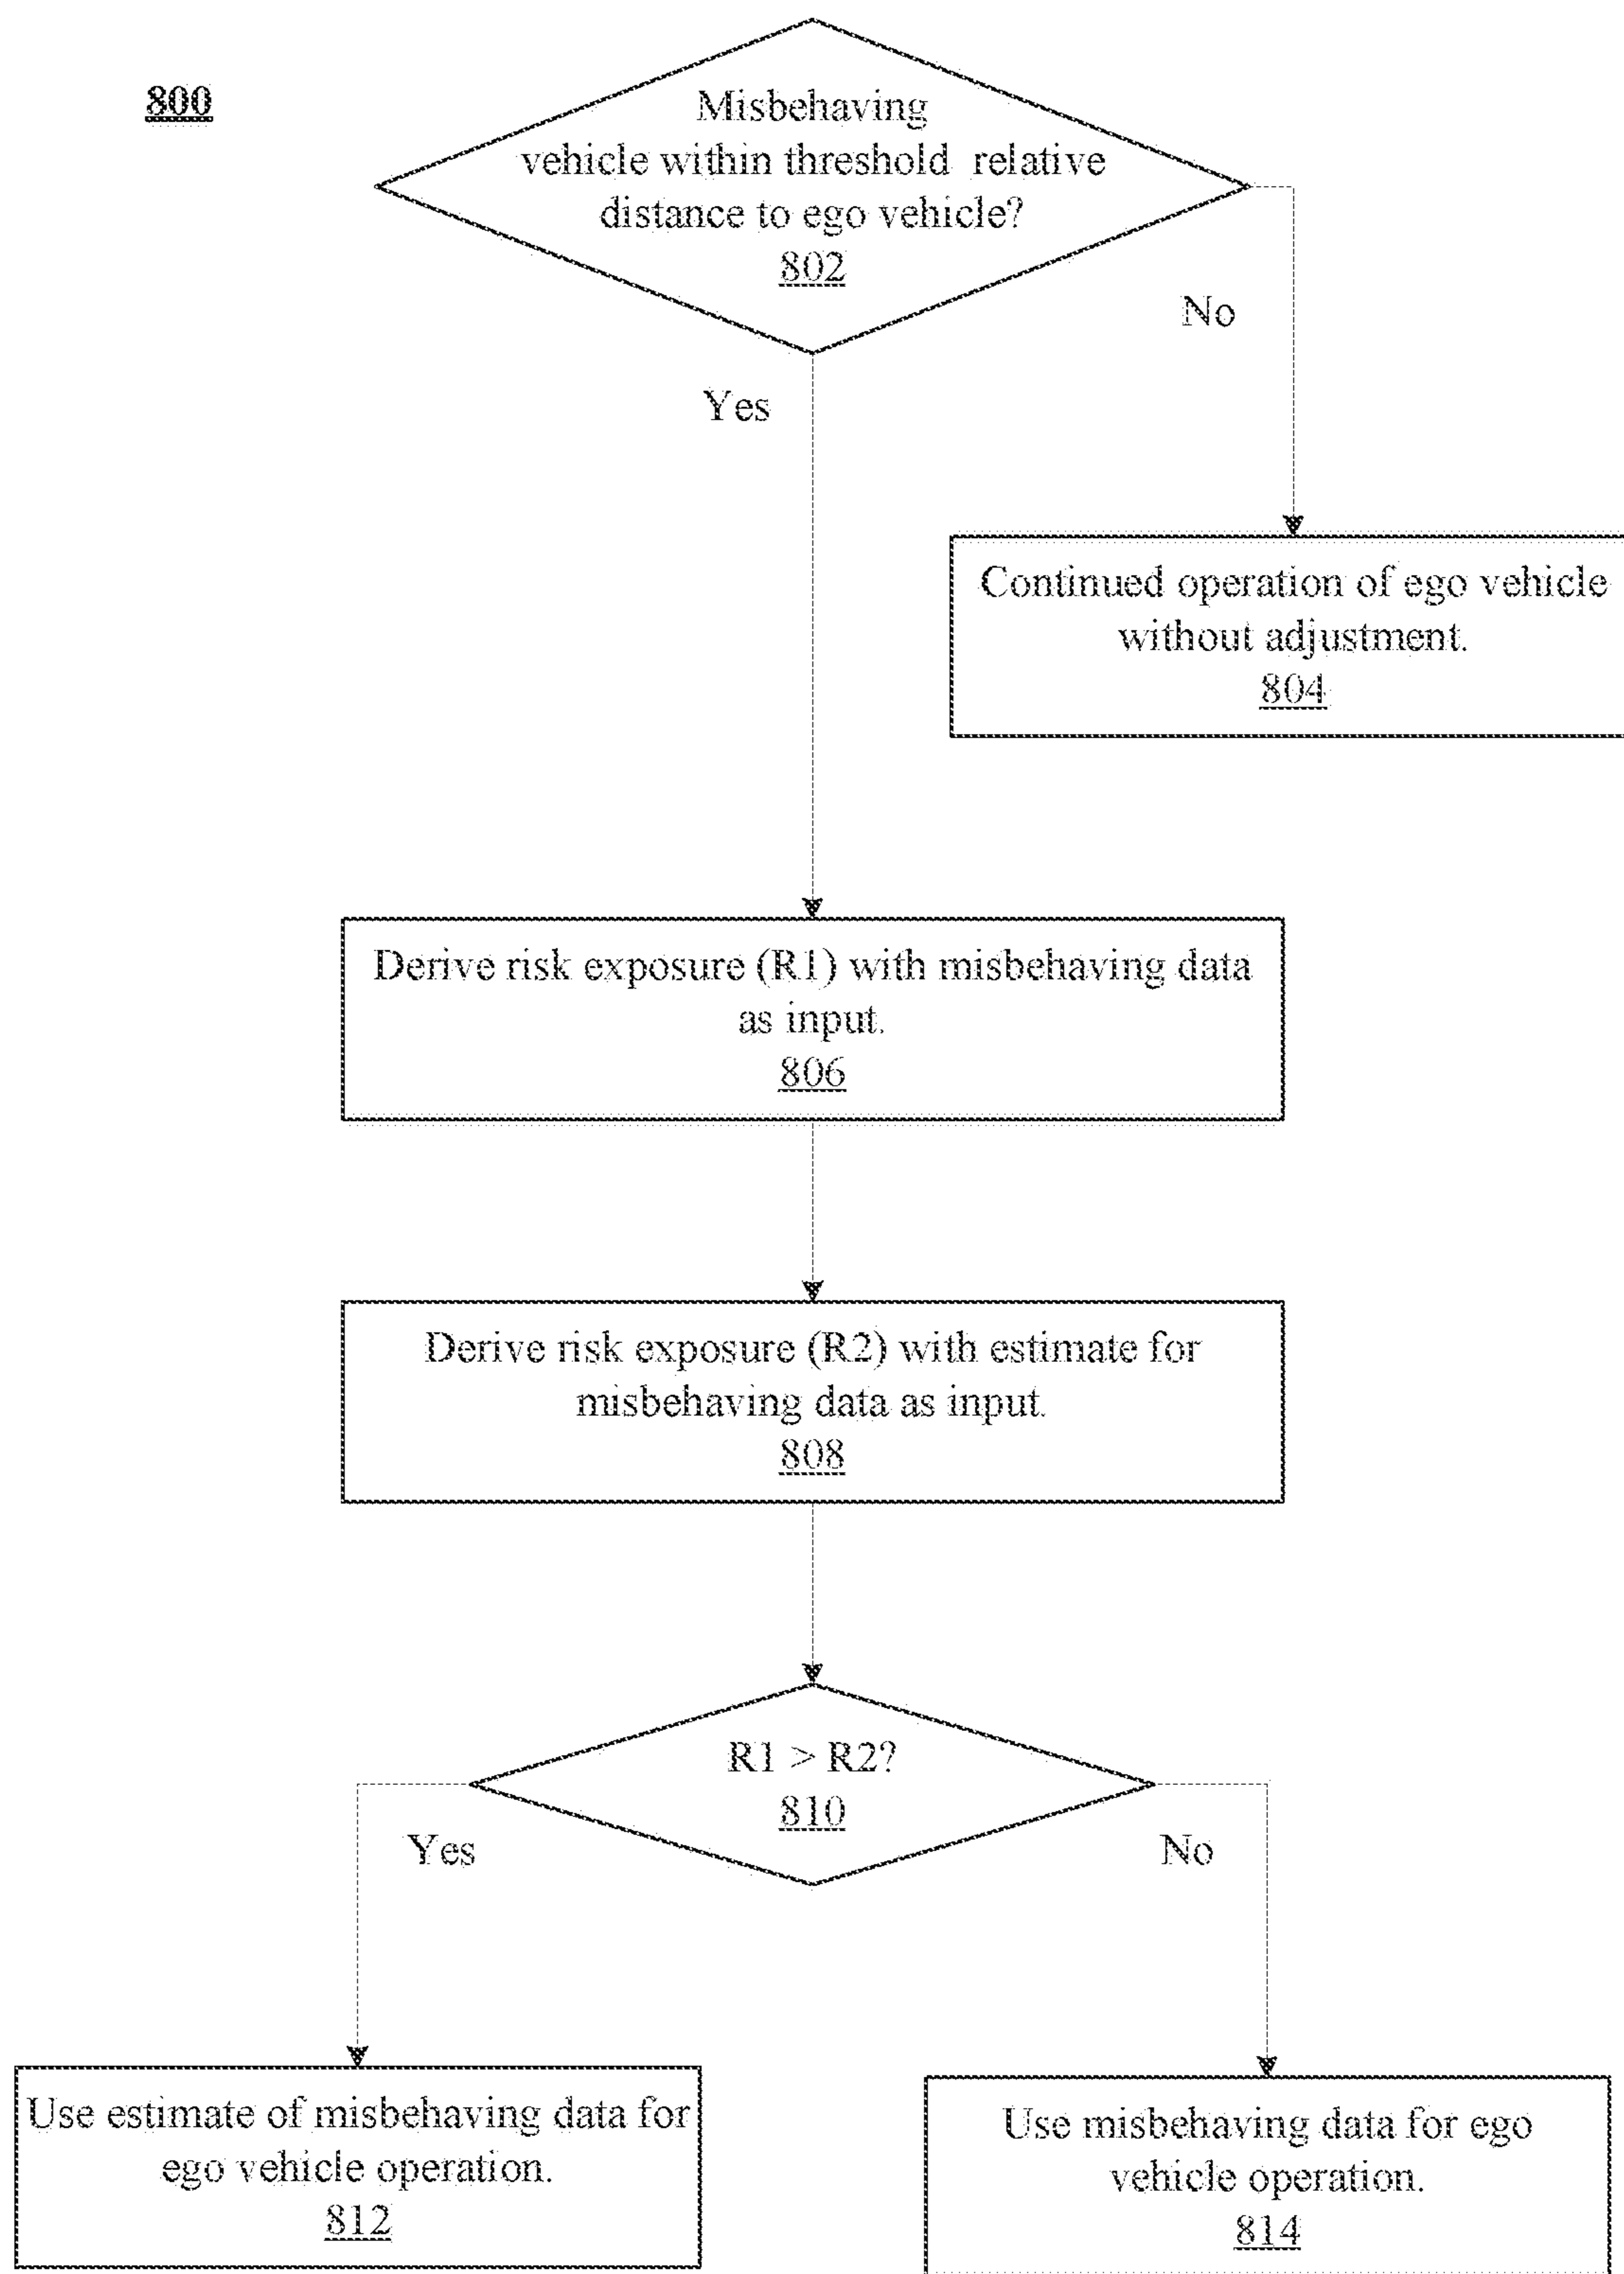 800
Misbehaving
vehicle within threshold relative
distance to ego vehicle?
802
No
Yes
Continued operation of ego vehicle
without adjustment.
804
Derive risk exposure (R1) with misbehaving data
as input.
806
Derive risk exposure (R2) with estimate for
misbehaving data as input.
808
R1 > R2?
810
Yes
No
Use estimate of misbehaving data for
ego vehicle operation.
812
Use misbehaving data for ego
vehicle operation.
814